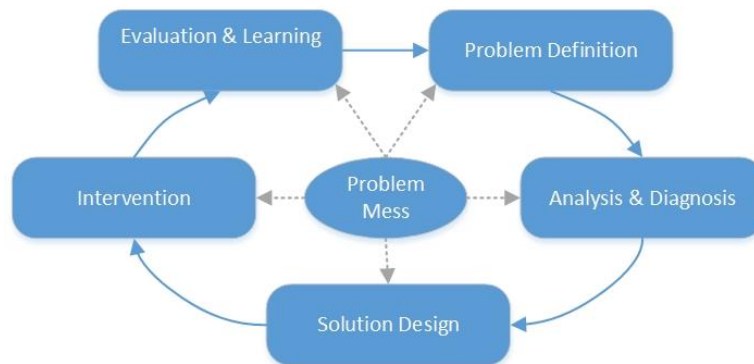 Evaluation & Learning
Problem Definition
Intervention
Problem
Mess
Analysis & Diagnosis
Solution Design